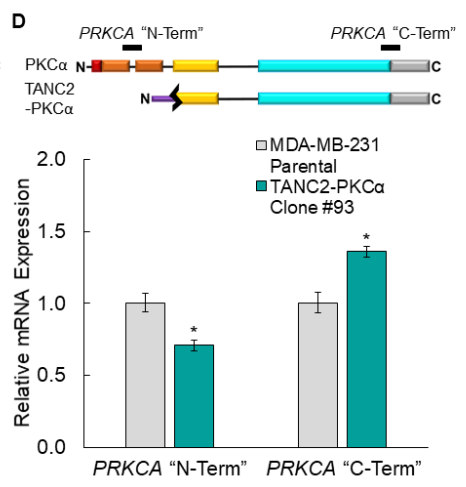 D
PRKCA “N-Term”
PRKCA “C-Term”
PKCα N C
TANC2
-PKCα N C
MDA-MB-231
Parental
TANC2-PKCα
Clone #93
Relative mRNA Expression
2.0
1.5
1.0
0.5
0.0
*
*
PRKCA “N-Term”
PRKCA “C-Term”